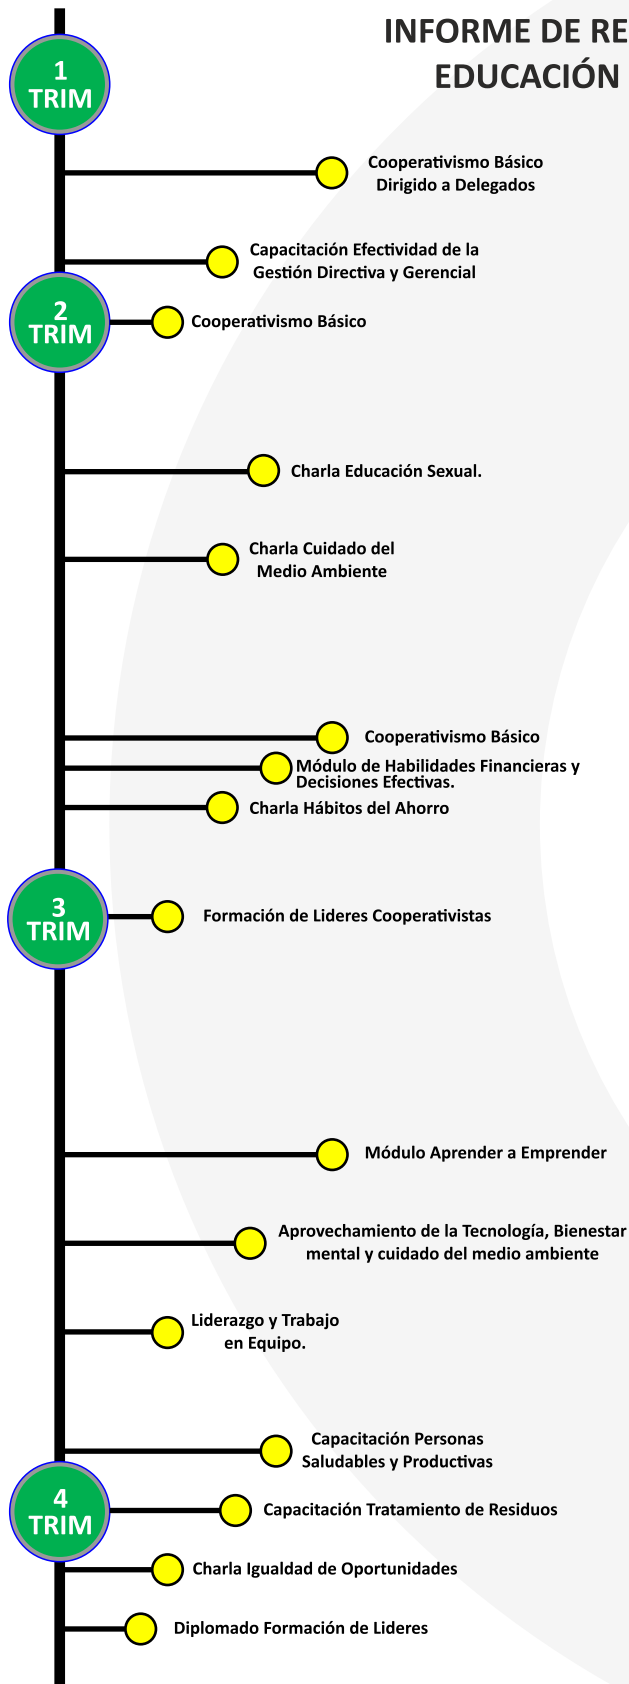 INFORME DE RE
EDUCACIÓN
1
TRIM
Cooperativismo Básico
Dirigido a Delegados
Capacitación Efectividad de la
Gestión Directiva y Gerencial
2
TRIM
Cooperativismo Básico
Charla Educación Sexual.
Charla Cuidado del
Medio Ambiente
Cooperativismo Básico
Módulo de Habilidades Financieras y
Decisiones Efectivas.
Charla Hábitos del Ahorro
3
TRIM
Formación de Lideres Cooperativistas
Módulo Aprender a Emprender
Aprovechamiento de la Tecnología, Bienestar
mental y cuidado del medio ambiente
Liderazgo y Trabajo
en Equipo.
Capacitación Personas
Saludables y Productivas
4
TRIM
Capacitación Tratamiento de Residuos
Charla Igualdad de Oportunidades
Diplomado Formación de Lideres